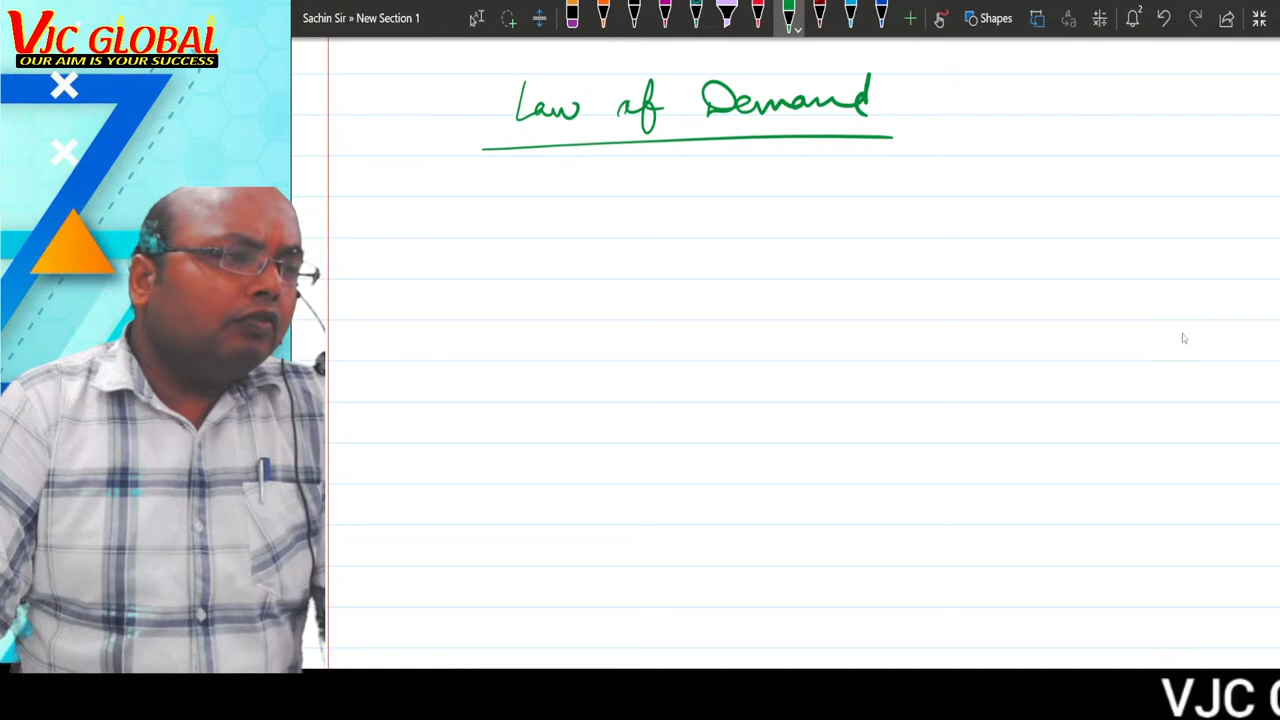 VJC GLOBAL
OUR AIM IS YOUR SUCCESS
Sachin Sir » New Section 1
Shapes
Law of Demand
VJC